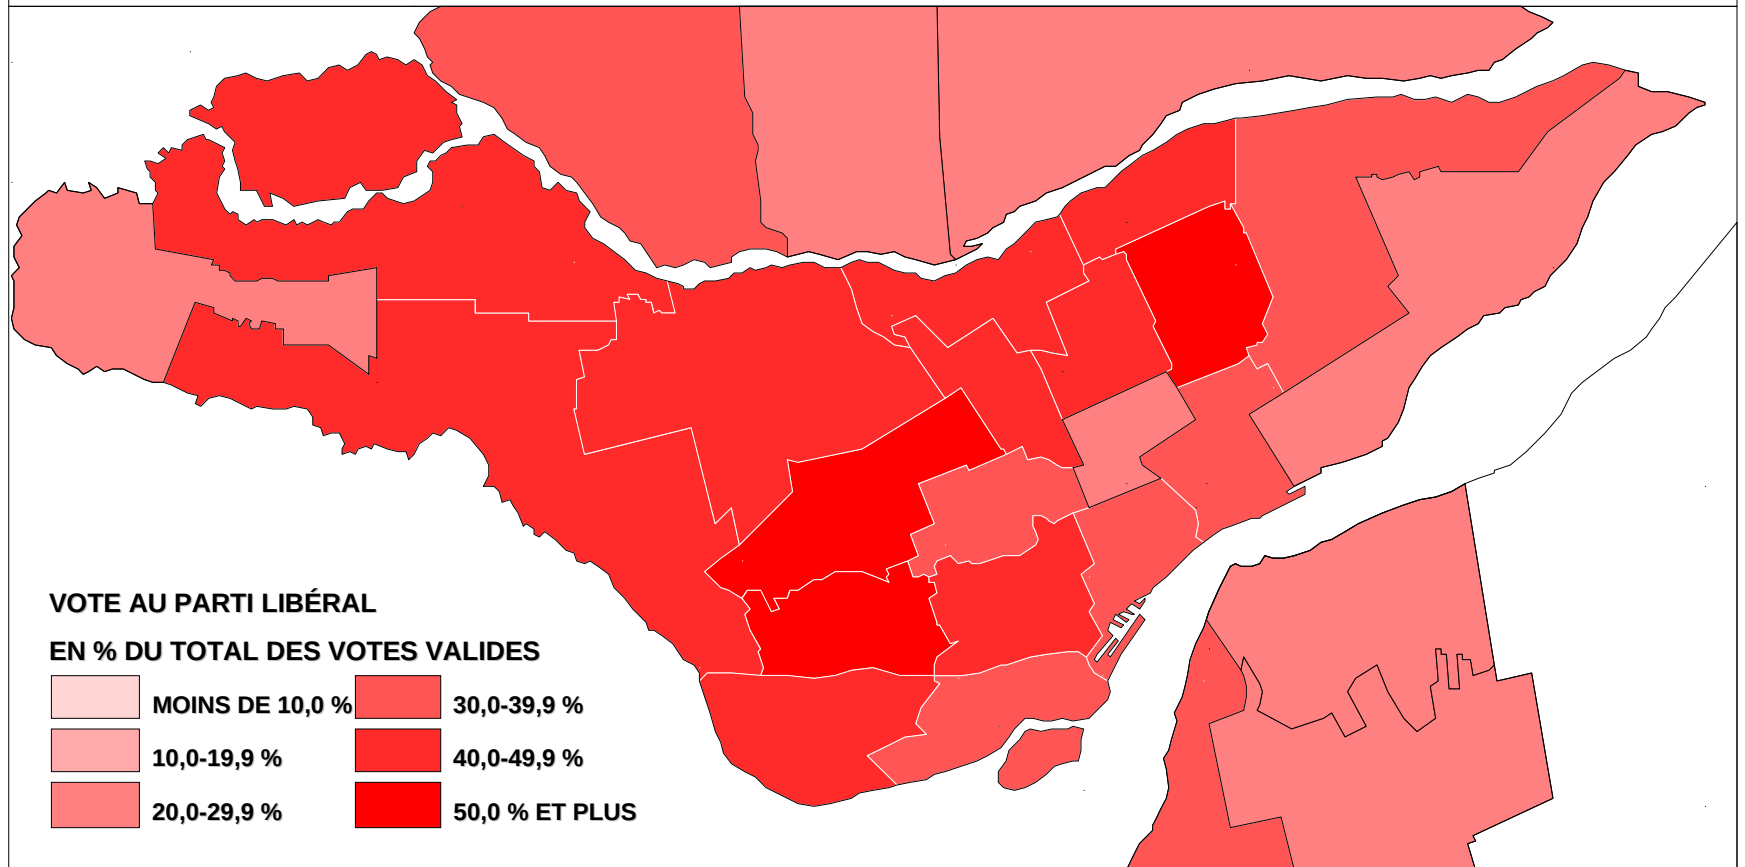 VOTE AU PARTI LIBÉRAL
EN % DU TOTAL DES VOTES VALIDES
MOINS DE 10,0 % 30,0-39,9 %
10,0-19,9 % 40,0-49,9 %
20,0-29,9 % 50,0 % ET PLUS